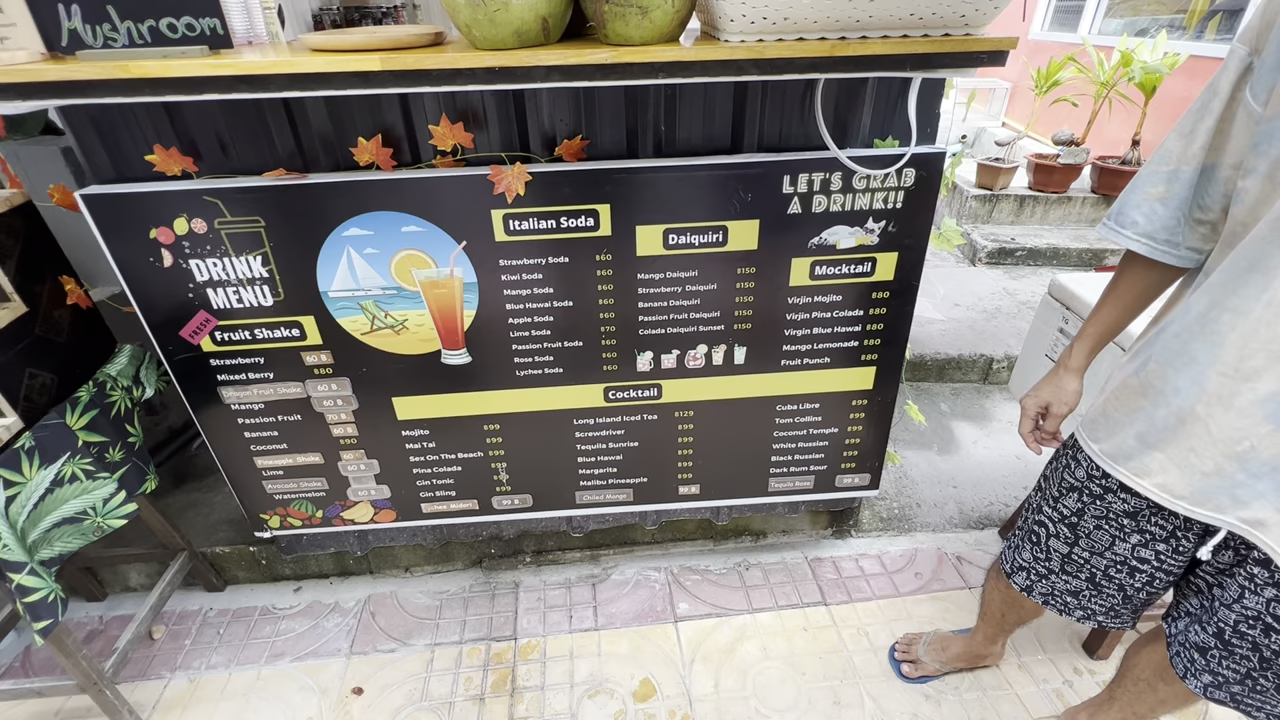 Mushroom
DRINK
MENU
FRESH
Fruit Shake
Strawberry 60 B.
Mixed Berry ฿80
Dragon Fruit Shake 60 B.
Mango 60 B.
Passion Fruit 70 B.
Banana 60 B.
Coconut ฿90
Pineapple Shake 60
Lime 60 B.
Avocado Shake
Watermelon 60 B.
Italian Soda
Strawberry Soda ฿60
Kiwi Soda ฿60
Mango Soda ฿60
Blue Hawai Soda ฿60
Apple Soda ฿60
Lime Soda ฿70
Passion Fruit Soda ฿60
Rose Soda ฿60
Lychee Soda ฿60
Daiquiri
Mango Daiquiri ฿150
Strawberry Daiquiri ฿150
Banana Daiquiri ฿150
Passion Fruit Daiquiri ฿150
Colada Daiquiri Sunset ฿150
LET'S GRAB
A DRINK!!
Mocktail
Virjin Mojito ฿80
Virjin Pina Colada ฿80
Virgin Blue Hawai ฿80
Mango Lemonade ฿80
Fruit Punch ฿80
Cocktail
Mojito ฿99
Mai Tai ฿99
Sex On The Beach ฿99
Pina Colada ฿99
Gin Tonic ฿99
Gin Sling ฿99
Lychee Midori 99 B.
Long Island Iced Tea ฿129
Screwdriver ฿99
Tequila Sunrise ฿99
Blue Hawai ฿99
Margarita ฿99
Malibu Pineapple ฿99
Chiled Mango 99 B.
Cuba Libre ฿99
Tom Collins ฿99
Coconut Temple ฿99
White Russian ฿99
Black Russian ฿99
Dark Rum Sour ฿99
Tequila Rose 99 B.
TG